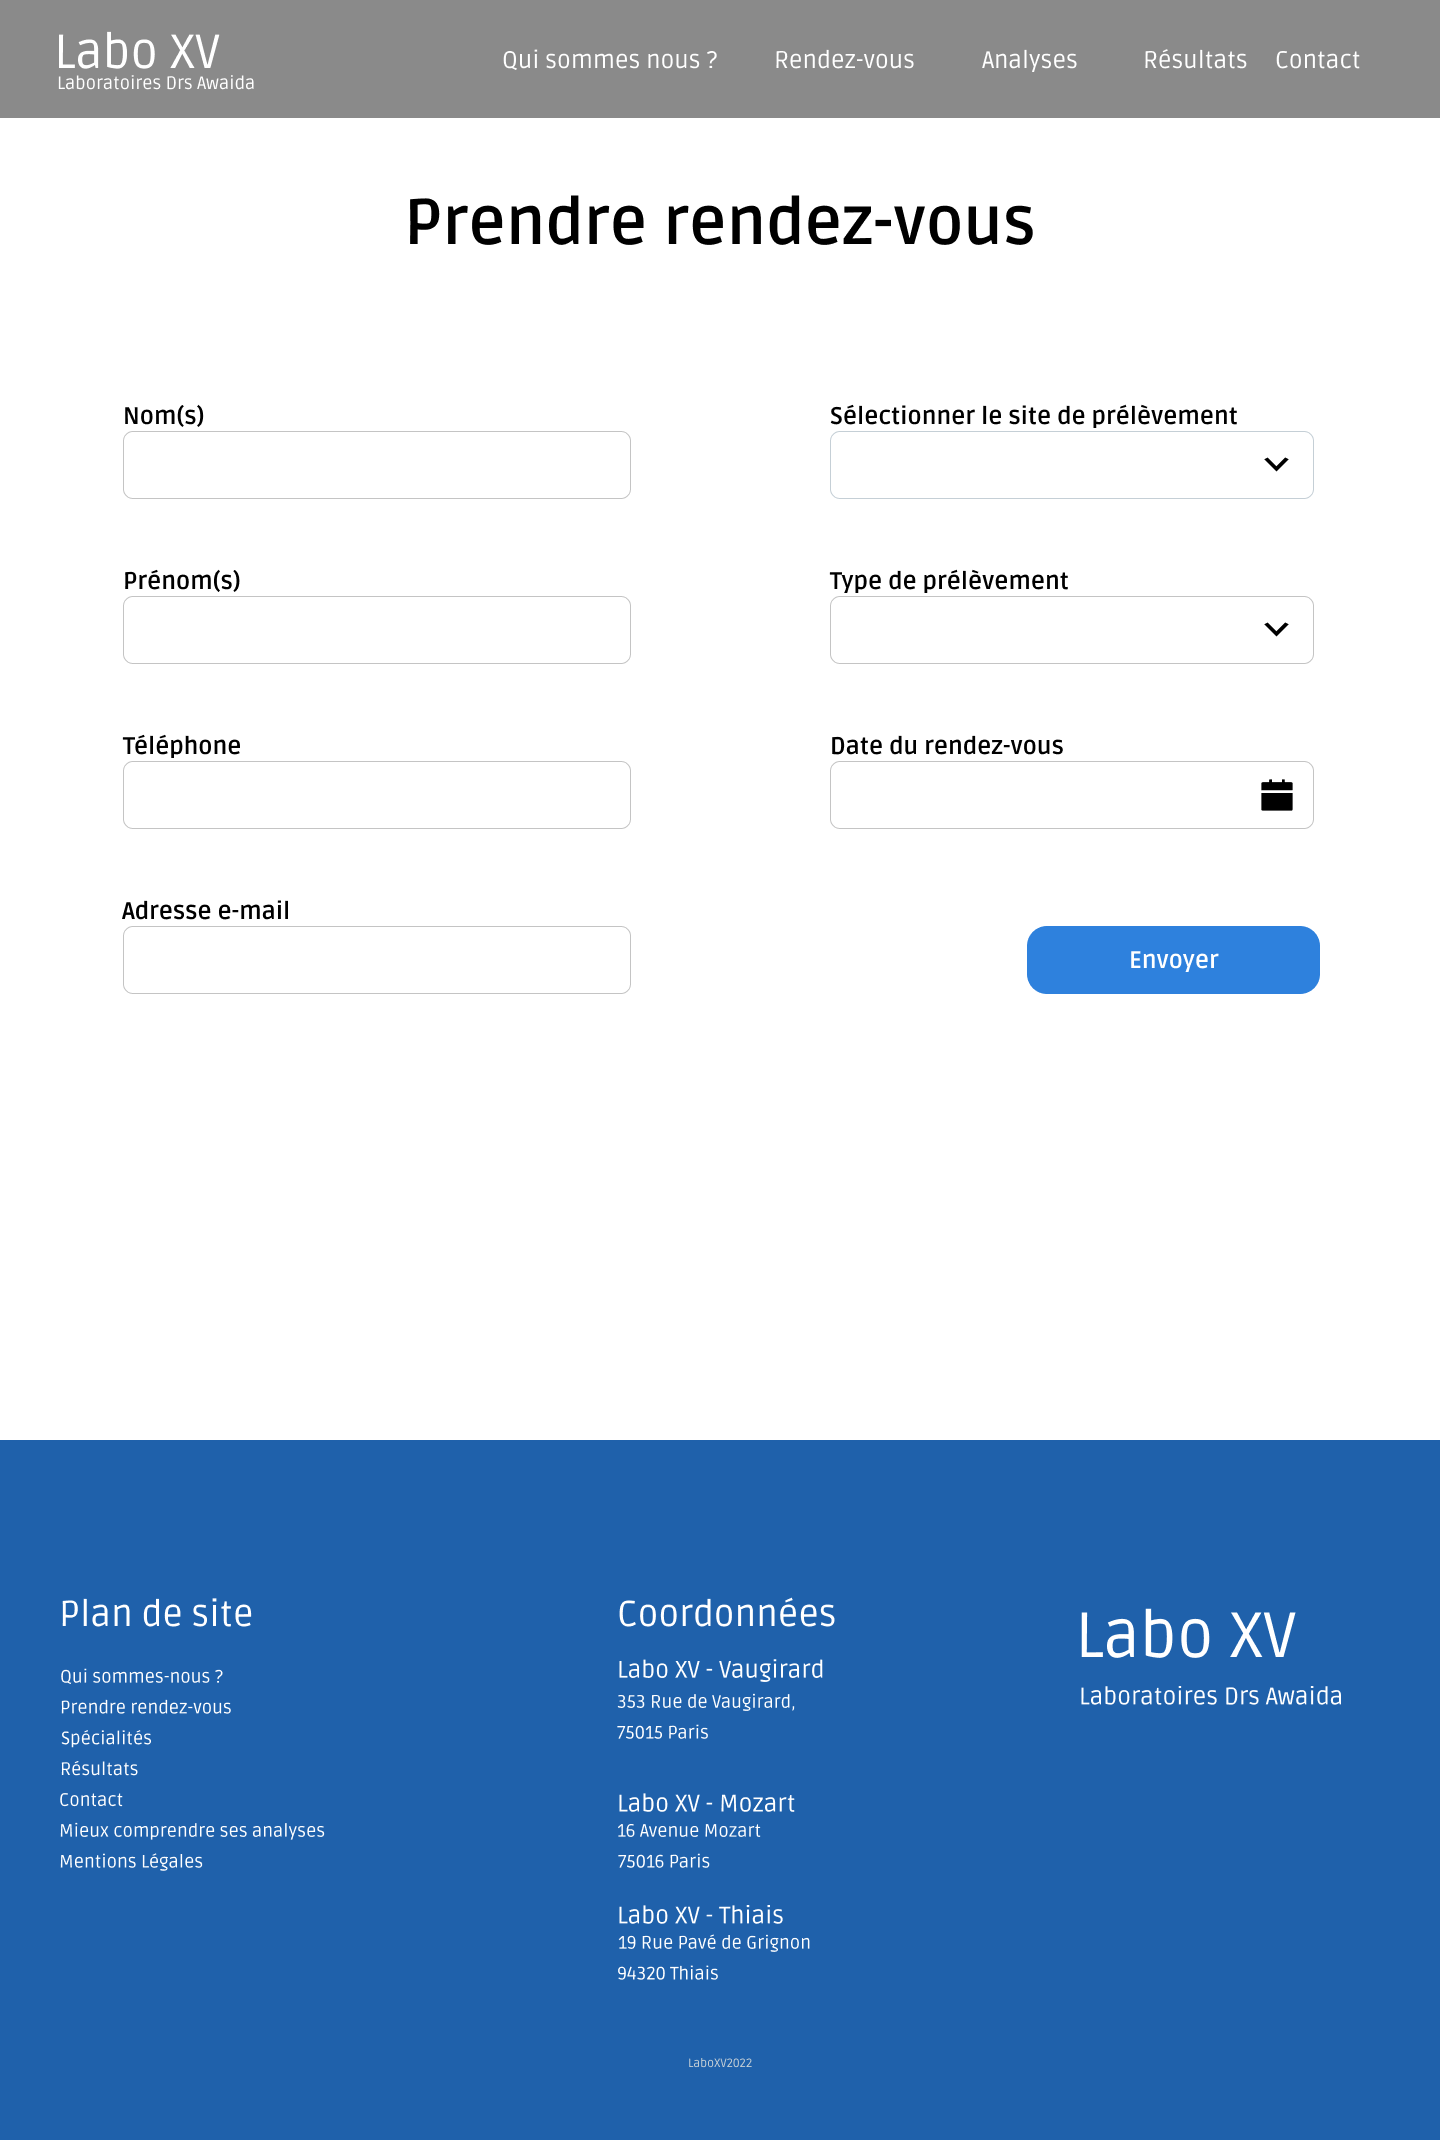 Labo XV
Laboratoires Drs Awaida
Qui sommes nous ?
Rendez-vous
Analyses
Résultats
Contact
Prendre rendez-vous
Nom(s)
Prénom(s)
Téléphone
Adresse e-mail
Sélectionner le site de prélèvement
Type de prélèvement
Date du rendez-vous
Envoyer
Plan de site
Qui sommes-nous ?
Prendre rendez-vous
Spécialités
Résultats
Contact
Mieux comprendre ses analyses
Mentions Légales
Coordonnées
Labo XV - Vaugirard
353 Rue de Vaugirard,
75015 Paris
Labo XV - Mozart
16 Avenue Mozart
75016 Paris
Labo XV - Thiais
19 Rue Pavé de Grignon
94320 Thiais
Labo XV
Laboratoires Drs Awaida
LaboXV2022